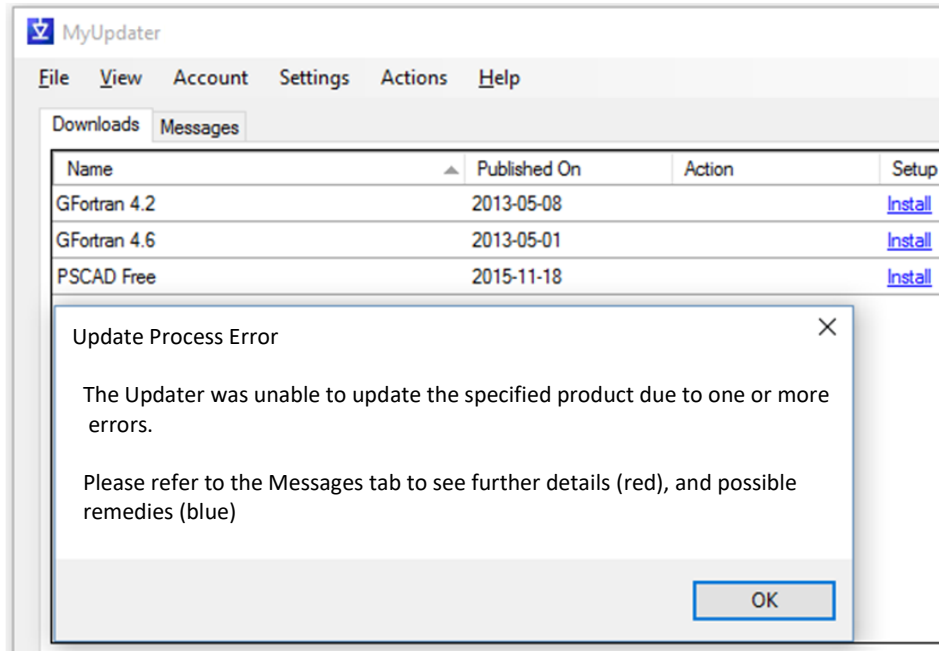 MyUpdater
File View Account Settings Actions Help
Downloads Messages
Name Published On Action Setup
GFortran 4.2 2013-05-08 Install
GFortran 4.6 2013-05-01 Install
PSCAD Free 2015-11-18 Install
Update Process Error
The Updater was unable to update the specified product due to one or more
errors.
Please refer to the Messages tab to see further details (red), and possible
remedies (blue)
OK